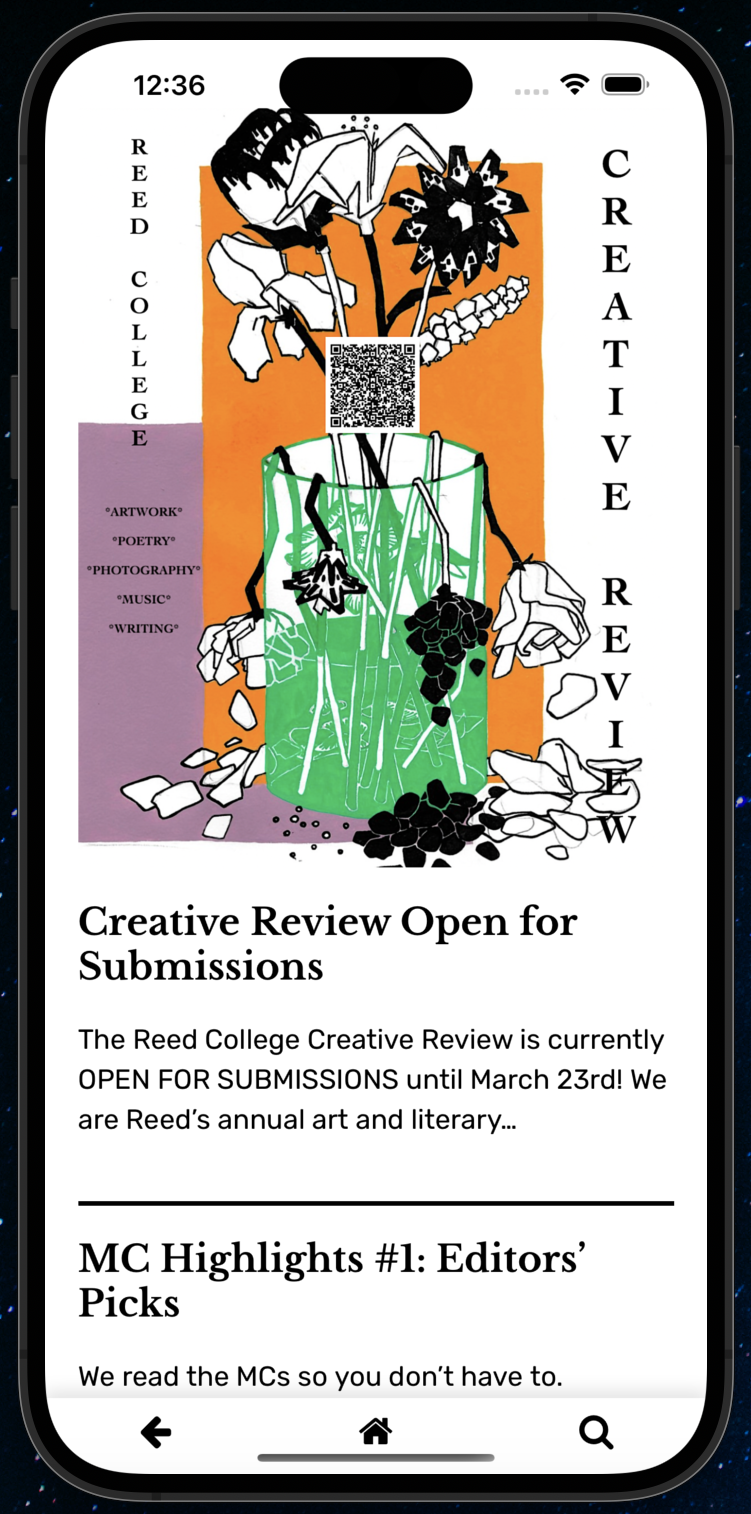 12:36
REED COLLEGE
CREATIVE REVIEW
°ARTWORK°
°POETRY°
°PHOTOGRAPHY°
°MUSIC°
°WRITING°
Creative Review Open for
Submissions
The Reed College Creative Review is currently
OPEN FOR SUBMISSIONS until March 23rd! We
are Reed’s annual art and literary…
MC Highlights #1: Editors’
Picks
We read the MCs so you don’t have to.